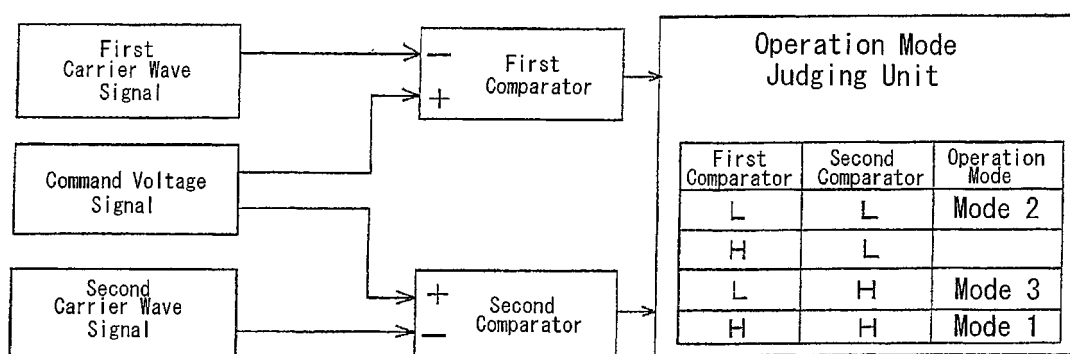 First
Carrier Wave
Signal
−
+
First
Comparator
Command Voltage
Signal
Second
Carrier Wave
Signal
+
−
Second
Comparator
Operation Mode
Judging Unit
First Comparator Second Comparator Operation Mode
L L Mode 2
H L
L H Mode 3
H H Mode 1